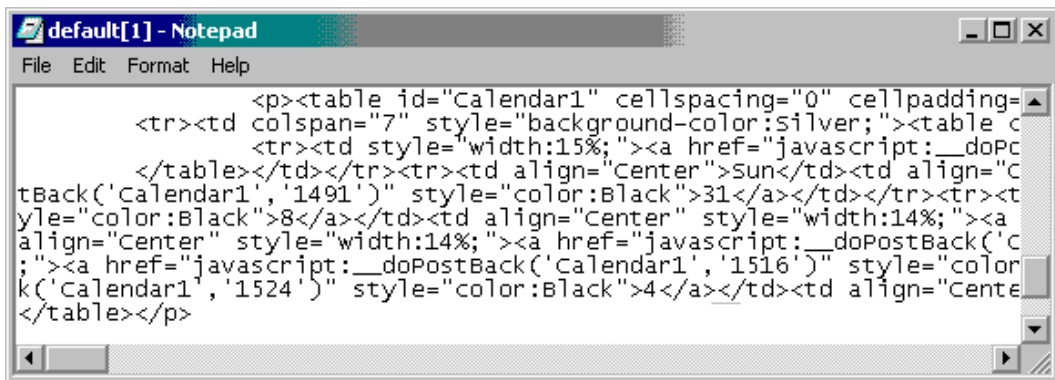 default[1] - Notepad
File Edit Format Help
<p><table id="Calendar1" cellspacing="0" cellpadding=
<tr><td colspan="7" style="background-color:Silver;"><table c
<tr><td style="width:15%;"><a href="javascript:__doPo
</table></td></tr><tr><td align="Center">Sun</td><td align="C
tBack('Calendar1','1491')" style="color:Black">31</a></td></tr><tr><t
yle="color:Black">8</a></td><td align="Center" style="width:14%;"><a
align="Center" style="width:14%;"><a href="javascript:__doPostBack('C
;"><a href="javascript:__doPostBack('Calendar1','1516')" style="color
k('Calendar1','1524')" style="color:Black">4</a></td><td align="Cente
</table></p>